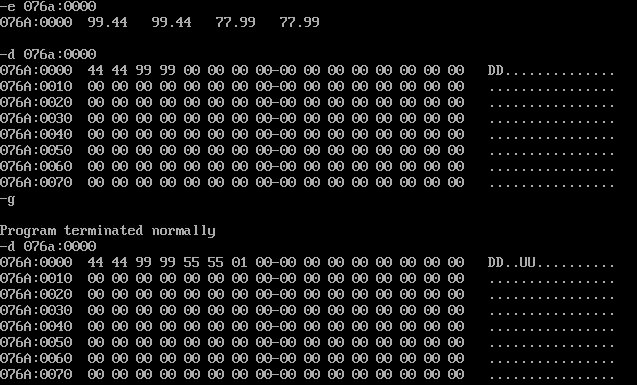 -e 076a:0000
076A:0000  99.44   99.44   77.99   77.99
-d 076a:0000
076A:0000  44 44 99 99 00 00 00 00-00 00 00 00 00 00 00 00   DD..............
076A:0010  00 00 00 00 00 00 00 00-00 00 00 00 00 00 00 00   ................
076A:0020  00 00 00 00 00 00 00 00-00 00 00 00 00 00 00 00   ................
076A:0030  00 00 00 00 00 00 00 00-00 00 00 00 00 00 00 00   ................
076A:0040  00 00 00 00 00 00 00 00-00 00 00 00 00 00 00 00   ................
076A:0050  00 00 00 00 00 00 00 00-00 00 00 00 00 00 00 00   ................
076A:0060  00 00 00 00 00 00 00 00-00 00 00 00 00 00 00 00   ................
076A:0070  00 00 00 00 00 00 00 00-00 00 00 00 00 00 00 00   ................
-g
Program terminated normally
-d 076a:0000
076A:0000  44 44 99 99 55 55 01 00-00 00 00 00 00 00 00 00   DD..UU..........
076A:0010  00 00 00 00 00 00 00 00-00 00 00 00 00 00 00 00   ................
076A:0020  00 00 00 00 00 00 00 00-00 00 00 00 00 00 00 00   ................
076A:0030  00 00 00 00 00 00 00 00-00 00 00 00 00 00 00 00   ................
076A:0040  00 00 00 00 00 00 00 00-00 00 00 00 00 00 00 00   ................
076A:0050  00 00 00 00 00 00 00 00-00 00 00 00 00 00 00 00   ................
076A:0060  00 00 00 00 00 00 00 00-00 00 00 00 00 00 00 00   ................
076A:0070  00 00 00 00 00 00 00 00-00 00 00 00 00 00 00 00   ................